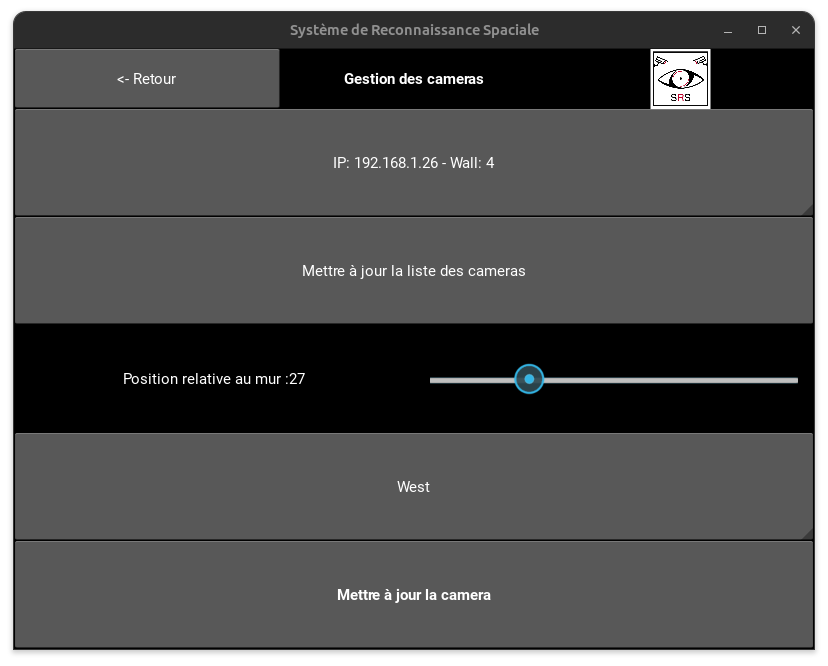 Système de Reconnaissance Spaciale
<- Retour
Gestion des cameras
SRS
IP: 192.168.1.26 - Wall: 4
Mettre à jour la liste des cameras
Position relative au mur :27
West
Mettre à jour la camera